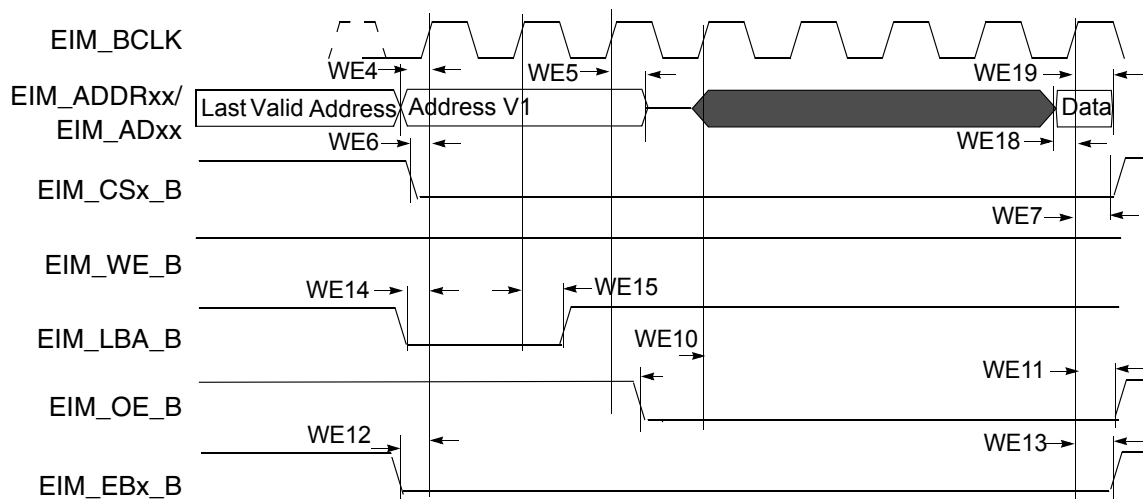 EIM_BCLK
WE4
WE5
WE19
EIM_ADDRxx/
EIM_ADxx
Last Valid Address
Address V1
Data
WE6
WE18
EIM_CSx_B
WE7
EIM_WE_B
WE14
WE15
EIM_LBA_B
WE10
WE11
EIM_OE_B
WE12
WE13
EIM_EBx_B